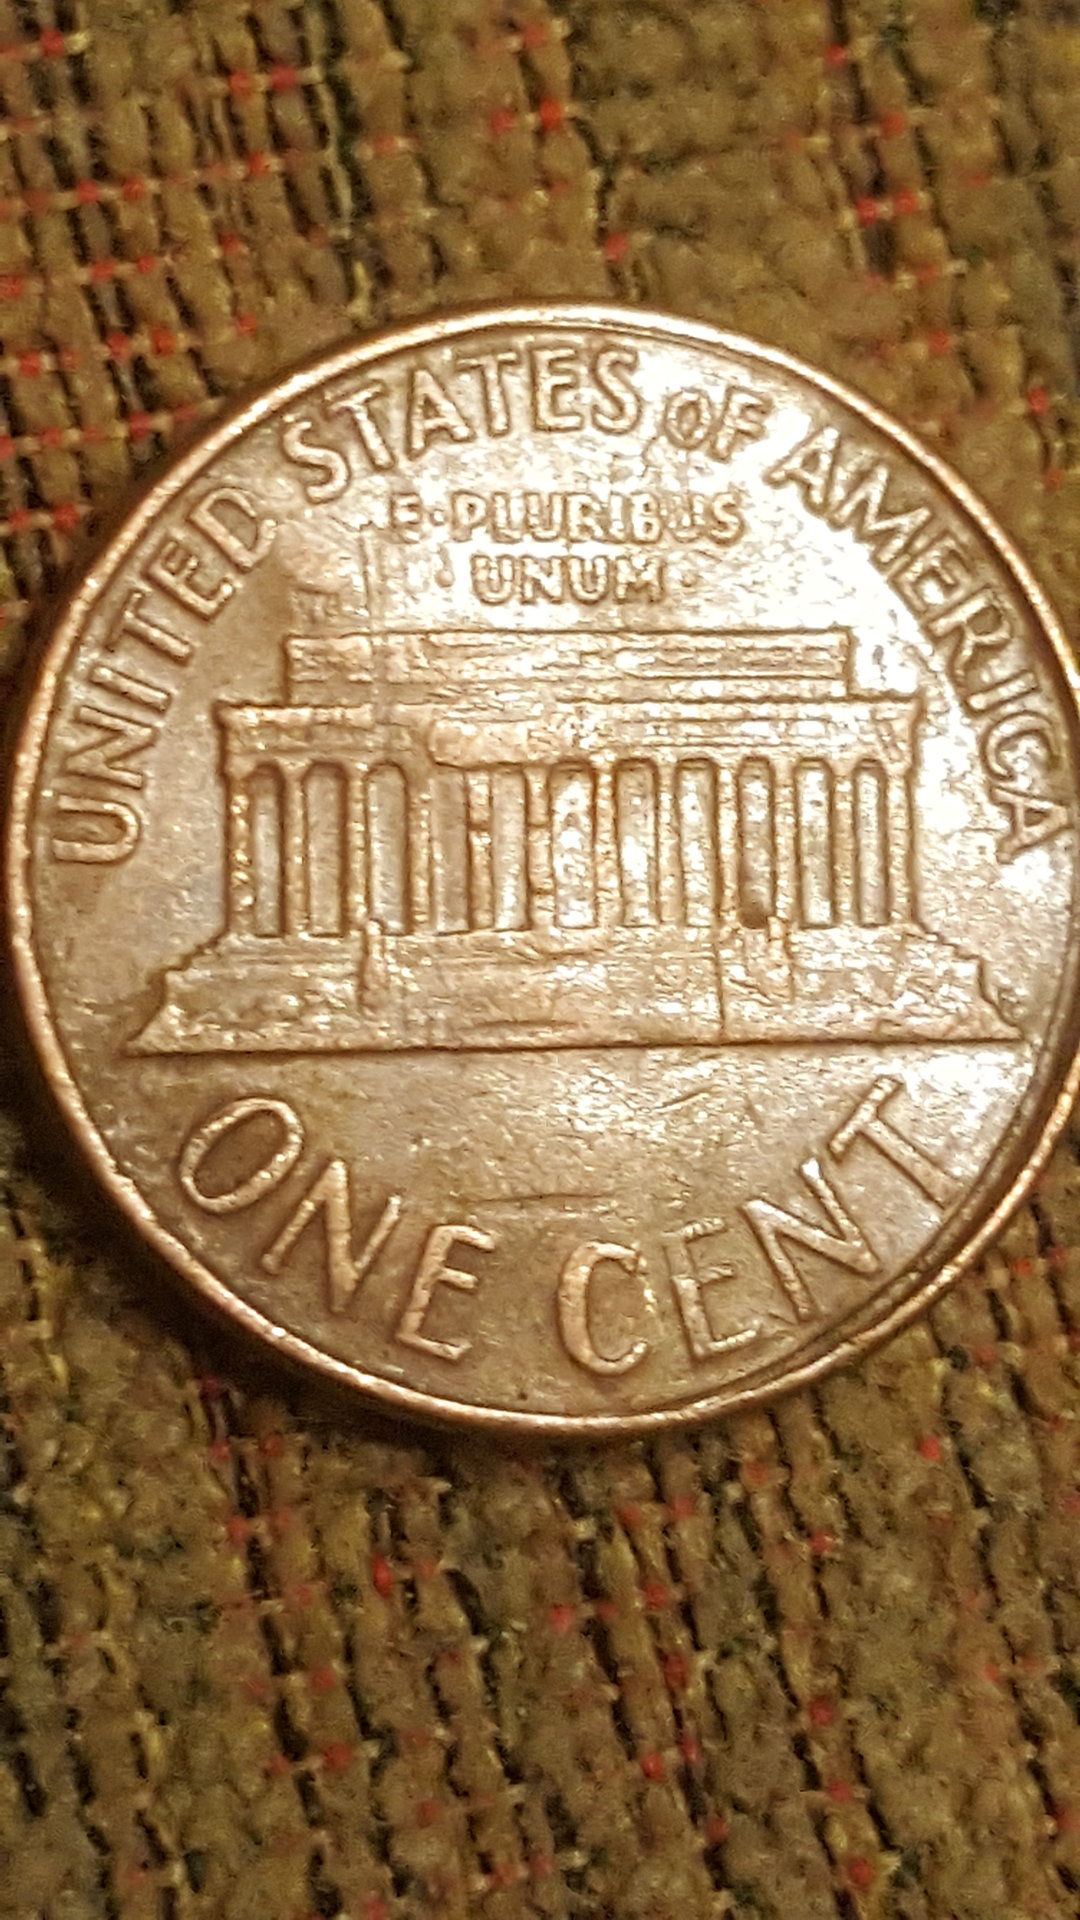 UNITED STATES OF AMERICA
E·PLURIBUS
·UNUM·
ONE CENT